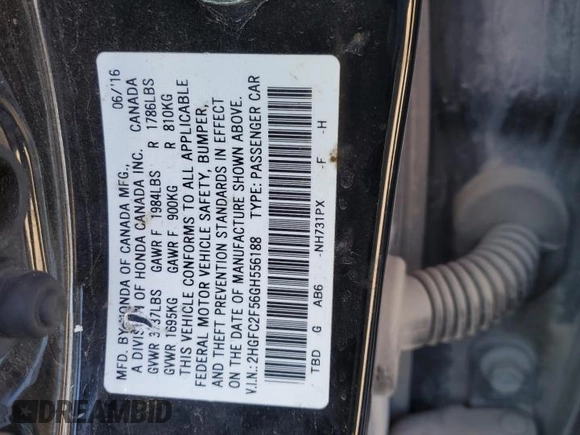 MFD. BY HONDA OF CANADA MFG., 06/'16
A DIVISION OF HONDA CANADA INC. CANADA
GVWR LBS GAWR F 1984LBS R 1786LBS
GVWR 1695KG GAWR F 900KG R 810KG
THIS VEHICLE CONFORMS TO ALL APPLICABLE
FEDERAL MOTOR VEHICLE SAFETY, BUMPER,
AND THEFT PREVENTION STANDARDS IN EFFECT
ON THE DATE OF MANUFACTURE SHOWN ABOVE.
V.I.N.: 2HGFC2F56GH556188 TYPE: PASSENGER CAR
TBD G AB6 -NH731PX -F -H
DREAMBID